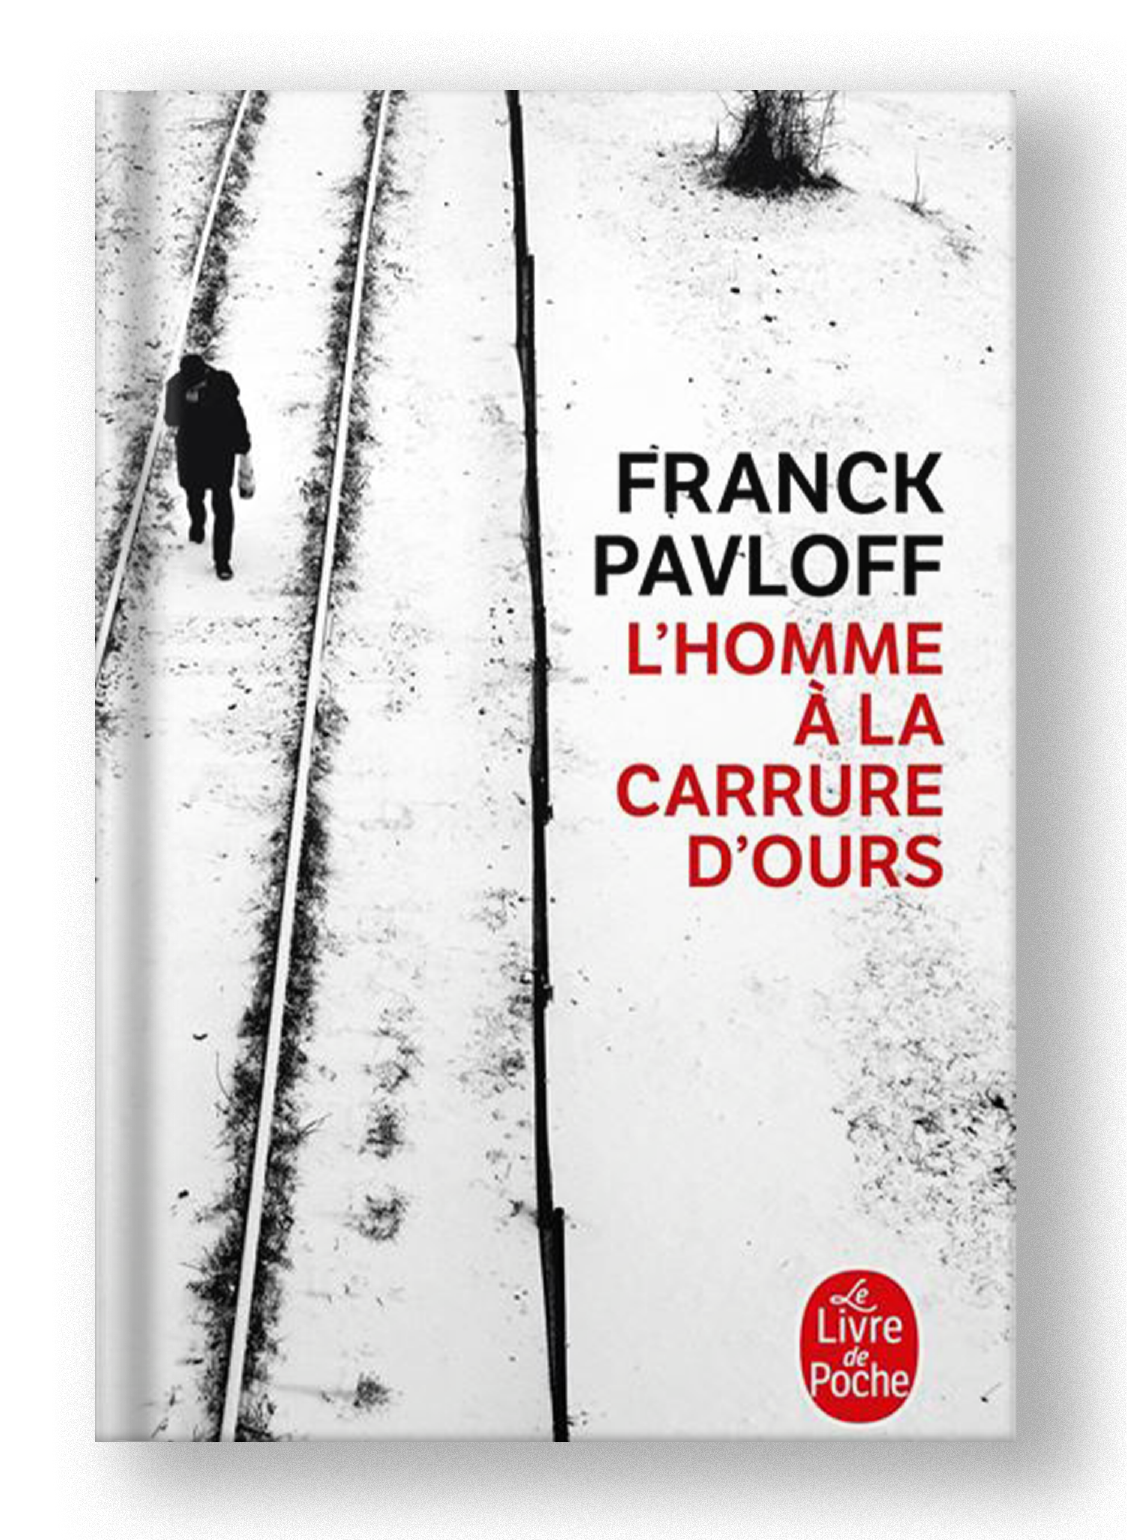 FRANCK
PAVLOFF
L'HOMME
À LA
CARRURE
D'OURS
Le
Livre
de
Poche